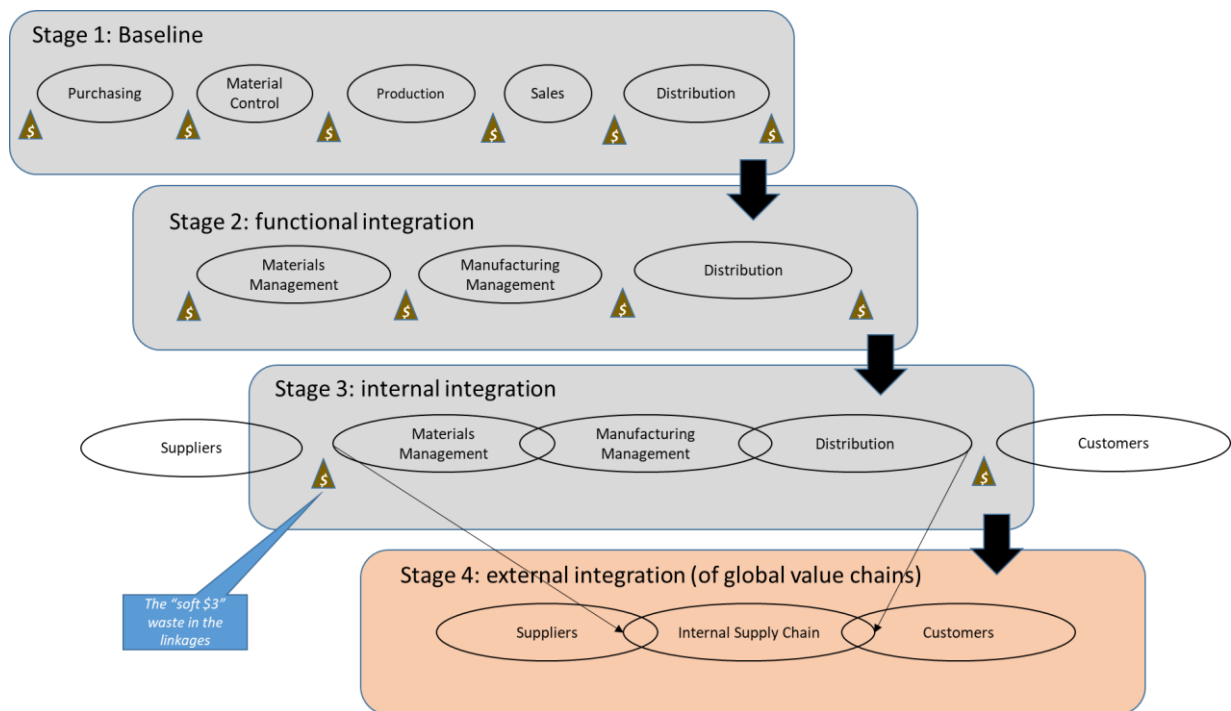 Stage 1: Baseline
Purchasing
Material
Control
Production
Sales
Distribution
$
$
$
$
$
$
Stage 2: functional integration
Materials
Management
Manufacturing
Management
Distribution
$
$
$
$
Stage 3: internal integration
Suppliers
Materials
Management
Manufacturing
Management
Distribution
Customers
$
$
The "soft $3"
waste in the
linkages
Stage 4: external integration (of global value chains)
Suppliers
Internal Supply Chain
Customers